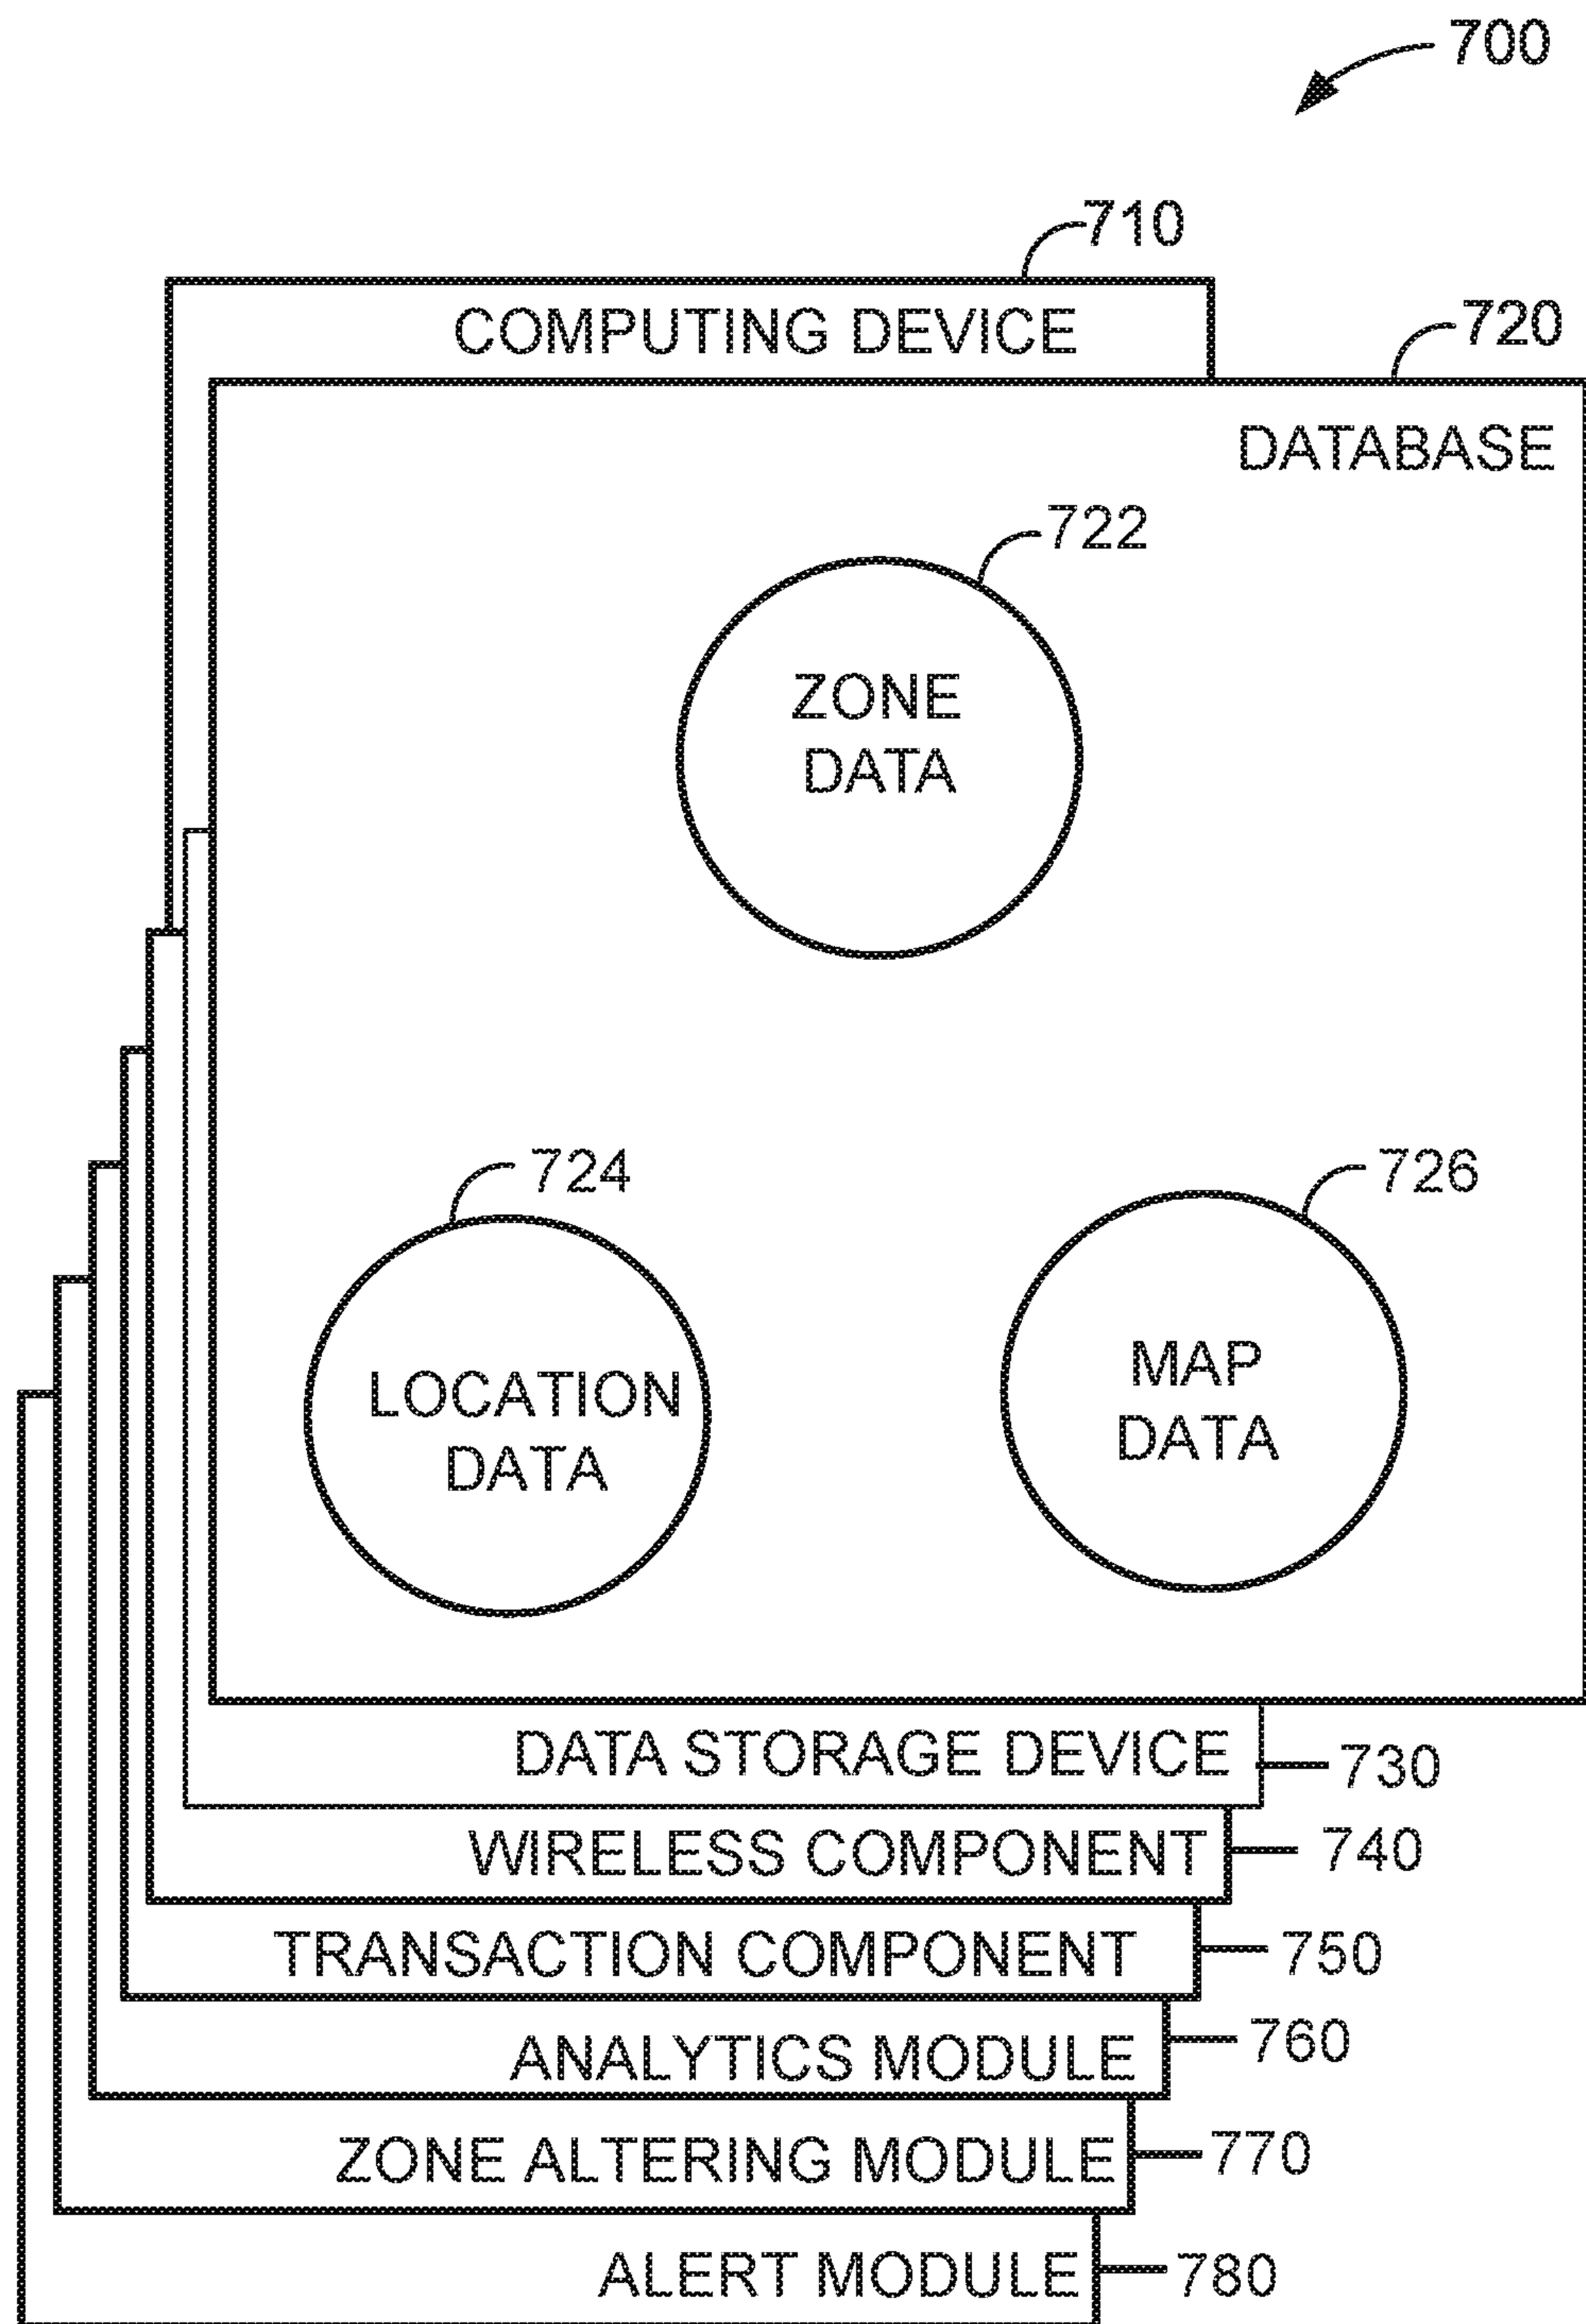 700
710
COMPUTING DEVICE
720
DATABASE
722
ZONE
DATA
724
726
LOCATION
DATA
MAP
DATA
DATA STORAGE DEVICE
730
WIRELESS COMPONENT
740
TRANSACTION COMPONENT
750
ANALYTICS MODULE
760
ZONE ALTERING MODULE
770
ALERT MODULE
780